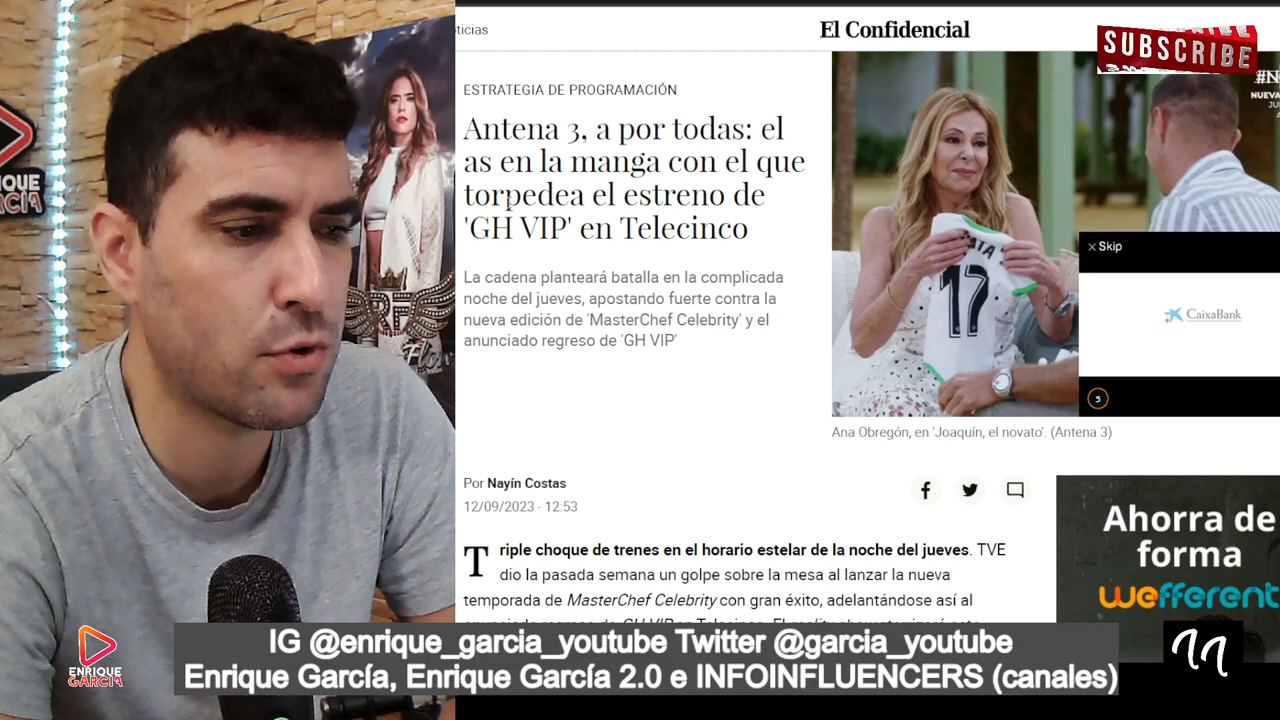 oticias
El Confidencial
SUBSCRIBE
ESTRATEGIA DE PROGRAMACIÓN
Antena 3, a por todas: el
as en la manga con el que
torpedea el estreno de
'GH VIP' en Telecinco
La cadena planteará batalla en la complicada
noche del jueves, apostando fuerte contra la
nueva edición de 'MasterChef Celebrity' y el
anunciado regreso de 'GH VIP'
NUEVA
17
Skip
CaixaBank
5
Ana Obregón, en 'Joaquín, el novato'. (Antena 3)
Por Nayín Costas
12/09/2023 - 12:53
Triple choque de trenes en el horario estelar de la noche del jueves. TVE
dio la pasada semana un golpe sobre la mesa al lanzar la nueva
temporada de MasterChef Celebrity con gran éxito, adelantándose así al
Ahorra de
forma
wefferent
IG @enrique_garcia_youtube Twitter @garcia_youtube
Enrique García, Enrique García 2.0 e INFOINFLUENCERS (canales)
ENRIQUE
GARCÍA